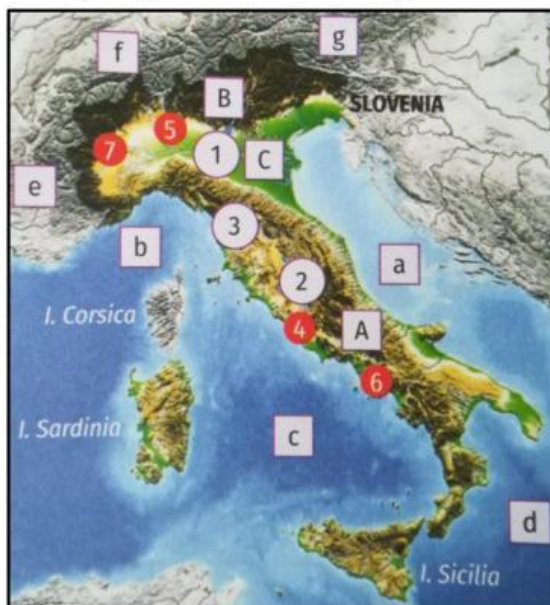 g
f
B
SLOVENIA
5
7
1
C
e
3
b
a
2
I. Corsica
4
A
6
c
I. Sardinia
d
I. Sicilia